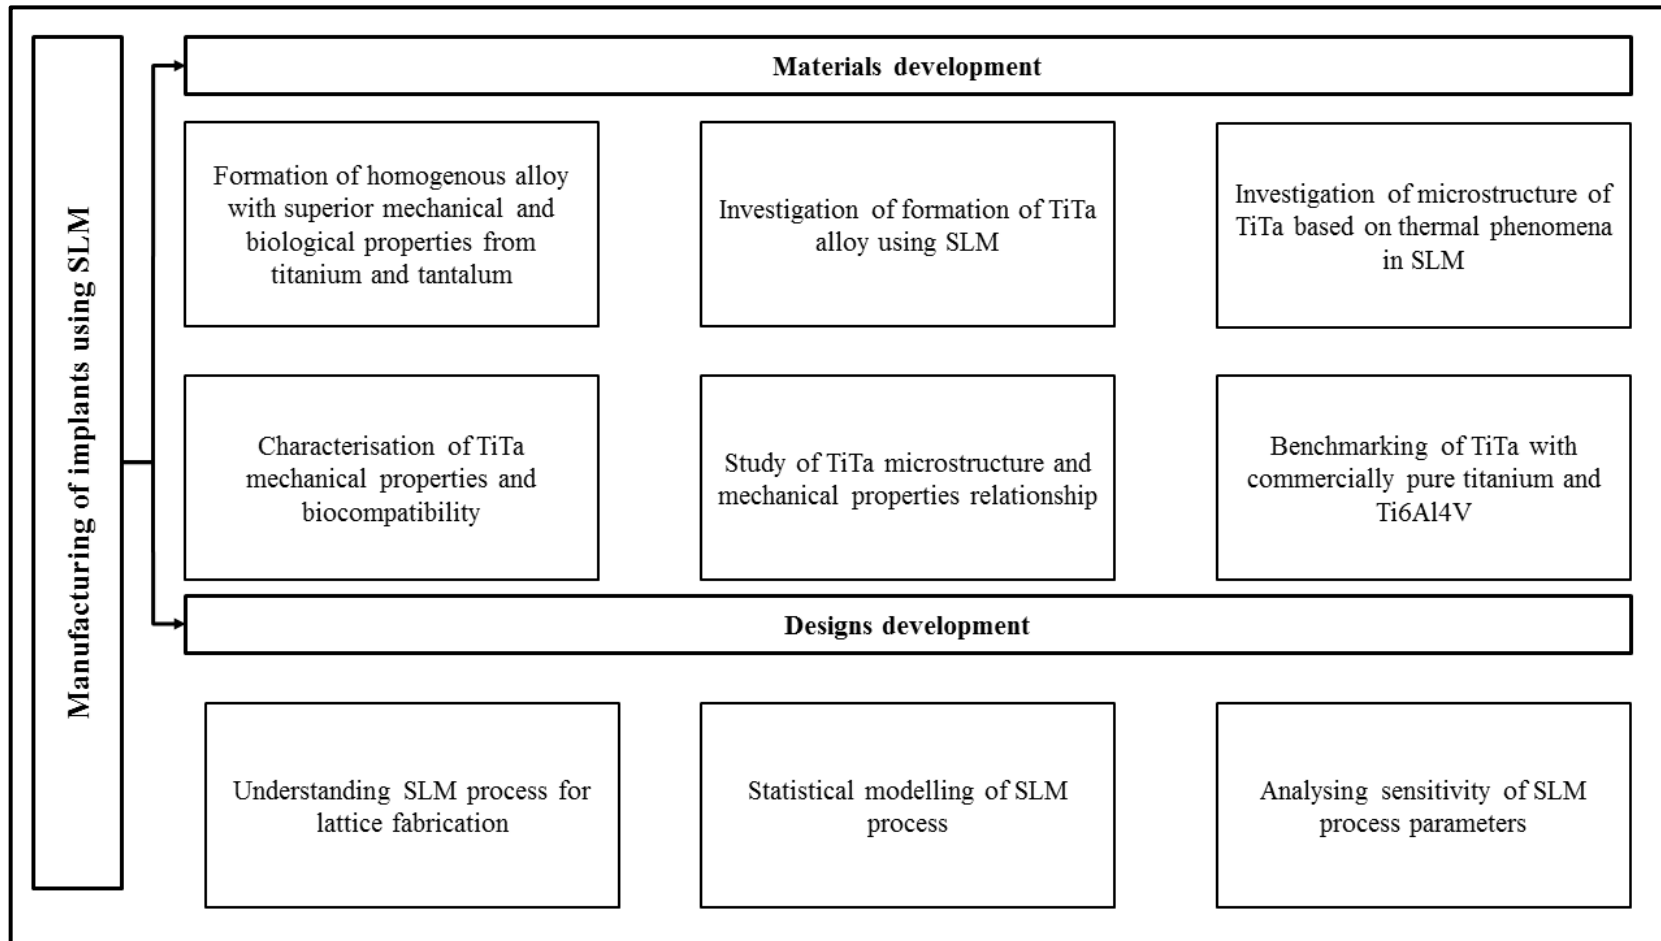 Manufacturing of implants using SLM
Materials development
Formation of homogenous alloy
with superior mechanical and
biological properties from
titanium and tantalum
Investigation of formation of TiTa
alloy using SLM
Investigation of microstructure of
TiTa based on thermal phenomena
in SLM
Characterisation of TiTa
mechanical properties and
biocompatibility
Study of TiTa microstructure and
mechanical properties relationship
Benchmarking of TiTa with
commercially pure titanium and
Ti6Al4V
Designs development
Understanding SLM process for
lattice fabrication
Statistical modelling of SLM
process
Analysing sensitivity of SLM
process parameters